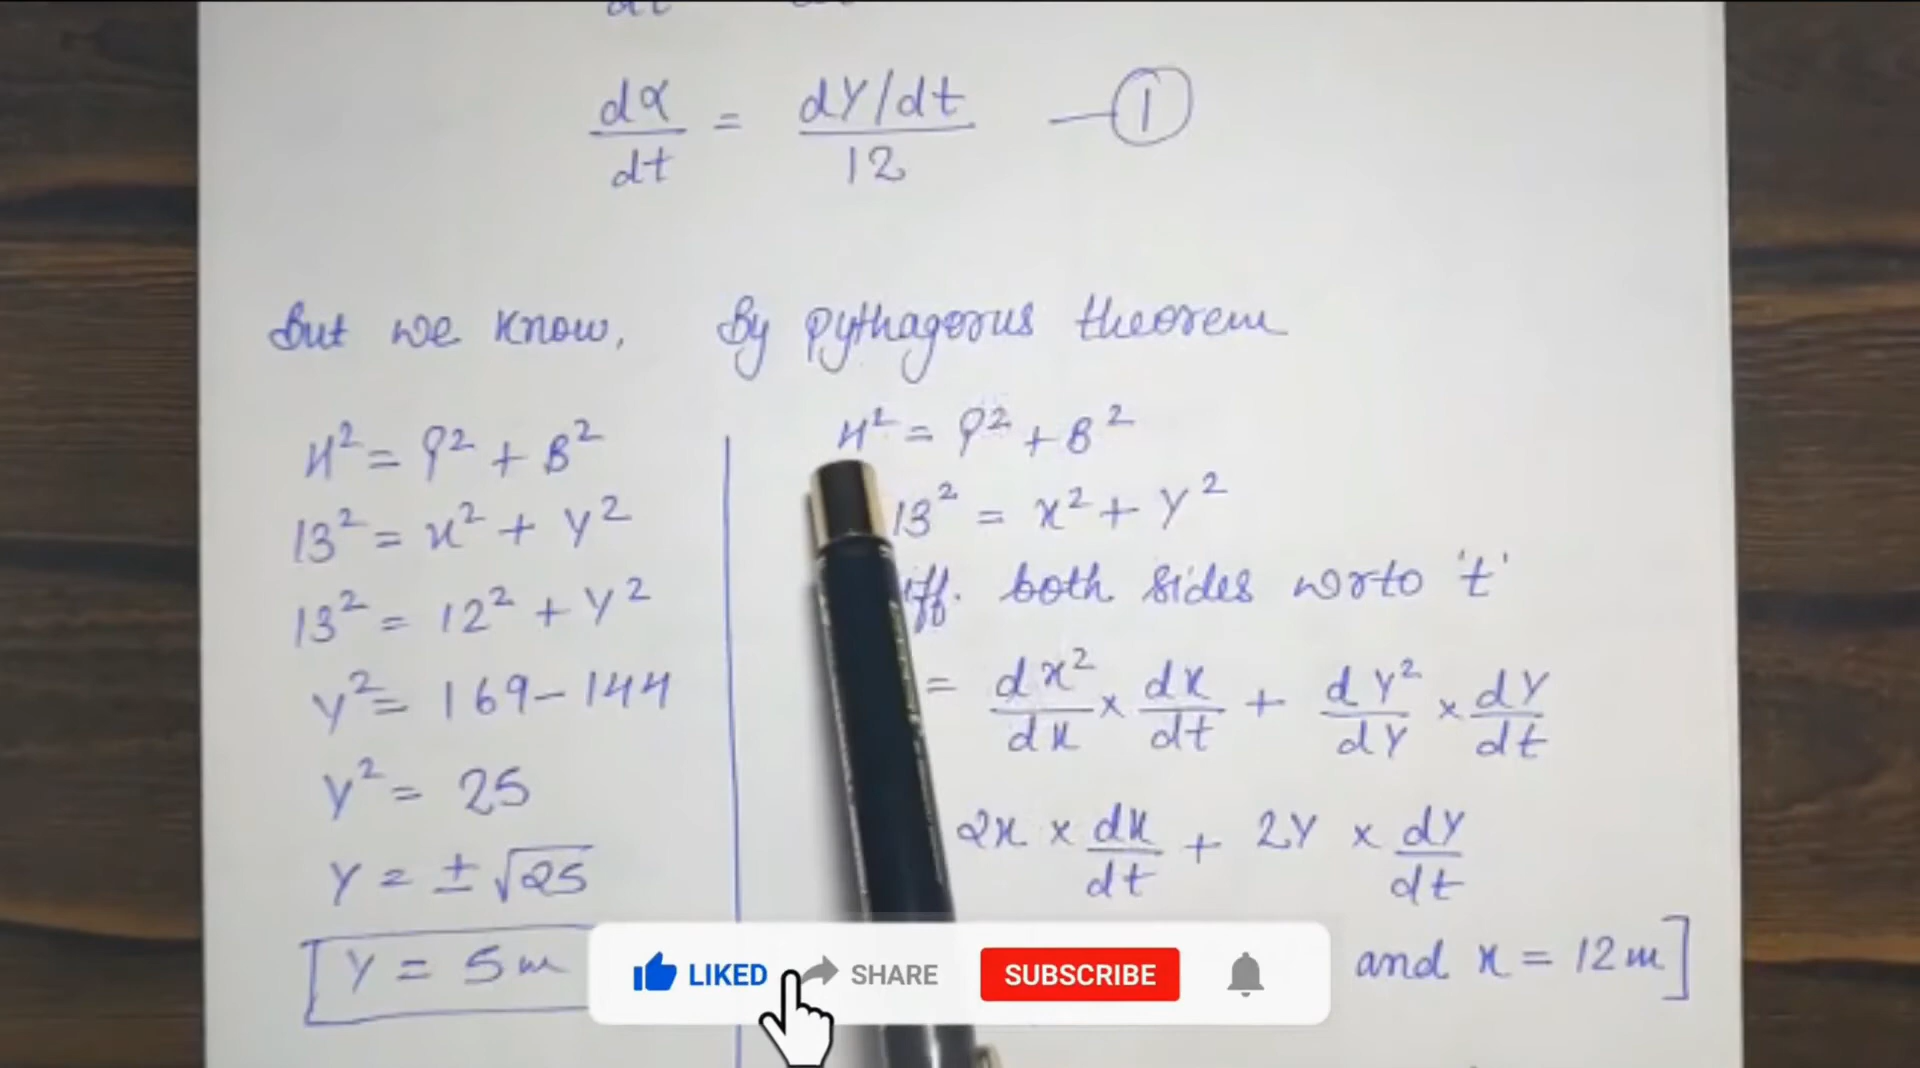 dα/dt = dy/dt/12 —①
But we know, By pythagorus theorem
H² = P² + B²
13² = x² + y²
13² = 12² + y²
y² = 169 - 144
y² = 25
y = ± √25
y = 5m
H² = P² + B²
13² = x² + y²
iff. both sides wrto 't'
= dx²/dx × dx/dt + dy²/dy × dy/dt
2x × dx/dt + 2y × dy/dt
and x = 12m]
LIKED SHARE SUBSCRIBE